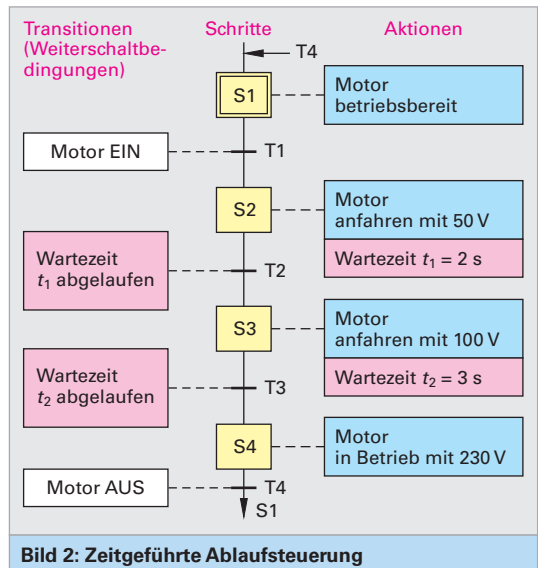 Transitionen
(Weiterschaltbe-
dingungen)
Schritte
Aktionen
T4
S1
Motor
betriebsbereit
Motor EIN
T1
S2
Motor
anfahren mit 50 V
Wartezeit t₁ = 2 s
Wartezeit
t₁ abgelaufen
T2
S3
Motor
anfahren mit 100 V
Wartezeit t₂ = 3 s
Wartezeit
t₂ abgelaufen
T3
S4
Motor
in Betrieb mit 230 V
Motor AUS
T4
S1
Bild 2: Zeitgeführte Ablaufsteuerung